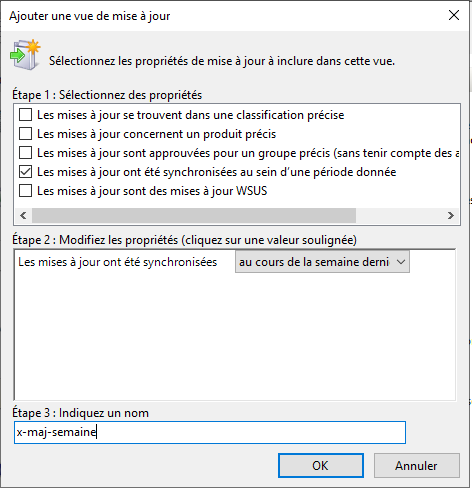 Ajouter une vue de mise à jour
Sélectionnez les propriétés de mise à jour à inclure dans cette vue.
Étape 1 : Sélectionnez des propriétés
Les mises à jour se trouvent dans une classification précise
Les mises à jour concernent un produit précis
Les mises à jour sont approuvées pour un groupe précis (sans tenir compte des a
Les mises à jour ont été synchronisées au sein d'une période donnée
Les mises à jour sont des mises à jour WSUS
Étape 2 : Modifiez les propriétés (cliquez sur une valeur soulignée)
Les mises à jour ont été synchronisées au cours de la semaine derni
Étape 3 : Indiquez un nom
x-maj-semaine
OK Annuler